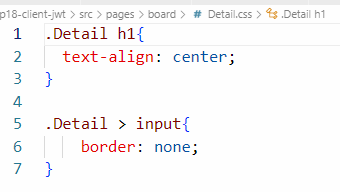 p18-client-jwt > src > pages > board > # Detail.css > .Detail h1
1 .Detail h1{
2   text-align: center;
3 }
4
5 .Detail > input{
6     border: none;
7 }